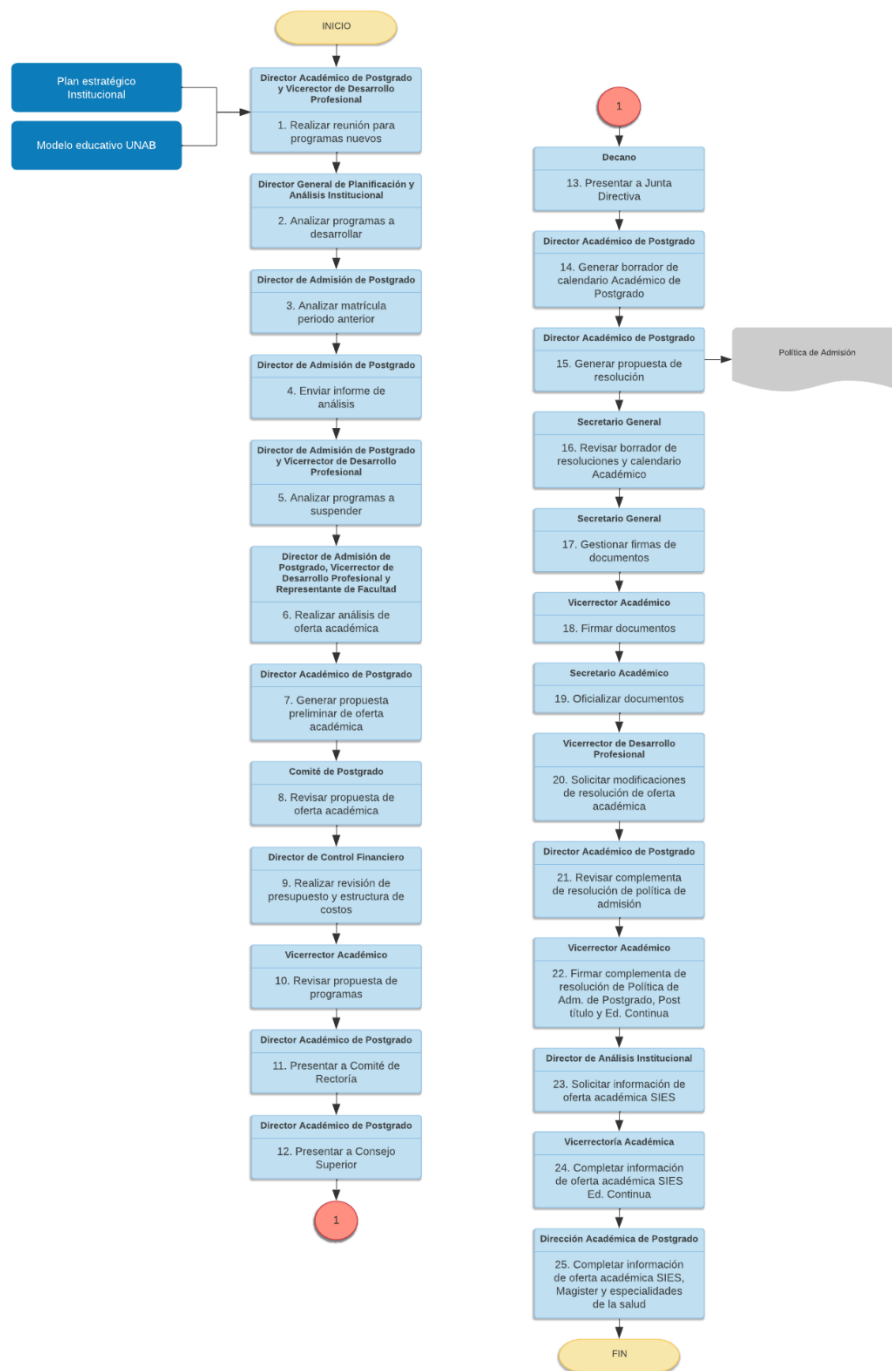 INICIO
Plan estratégico
Institucional
Modelo educativo UNAB
Director Académico de Postgrado
y Vicerector de Desarrollo
Profesional
1. Realizar reunión para
programas nuevos
Director General de Planificación y
Análisis Institucional
2. Analizar programas a
desarrollar
Director de Admisión de Postgrado
3. Analizar matrícula
periodo anterior
Director de Admisión de Postgrado
4. Enviar informe de
análisis
Director de Admisión de Postgrado
y Vicerrector de Desarrollo
Profesional
5. Analizar programas a
suspender
Director de Admisión de
Postgrado, Vicerrector de
Desarrollo Profesional y
Representante de Facultad
6. Realizar análisis de
oferta académica
Director Académico de Postgrado
7. Generar propuesta
preliminar de oferta
académica
Comité de Postgrado
8. Revisar propuesta de
oferta académica
Director de Control Financiero
9. Realizar revisión de
presupuesto y estructura de
costos
Vicerrector Académico
10. Revisar propuesta de
programas
Director Académico de Postgrado
11. Presentar a Comité de
Rectoría
Director Académico de Postgrado
12. Presentar a Consejo
Superior
1
1
Decano
13. Presentar a Junta
Directiva
Director Académico de Postgrado
14. Generar borrador de
calendario Académico de
Postgrado
Director Académico de Postgrado
15. Generar propuesta de
resolución
Política de Admisión
Secretario General
16. Revisar borrador de
resoluciones y calendario
Académico
Secretario General
17. Gestionar firmas de
documentos
Vicerrector Académico
18. Firmar documentos
Secretario Académico
19. Oficializar documentos
Vicerrector de Desarrollo
Profesional
20. Solicitar modificaciones
de resolución de oferta
académica
Director Académico de Postgrado
21. Revisar complementa
de resolución de política de
admisión
Vicerrector Académico
22. Firmar complementa de
resolución de Política de
Adm. de Postgrado, Post
título y Ed. Continua
Director de Análisis Institucional
23. Solicitar información de
oferta académica SIES
Vicerrectoría Académica
24. Completar información
de oferta académica SIES
Ed. Continua
Dirección Académica de Postgrado
25. Completar información
de oferta académica SIES,
Magister y especialidades
de la salud
FIN